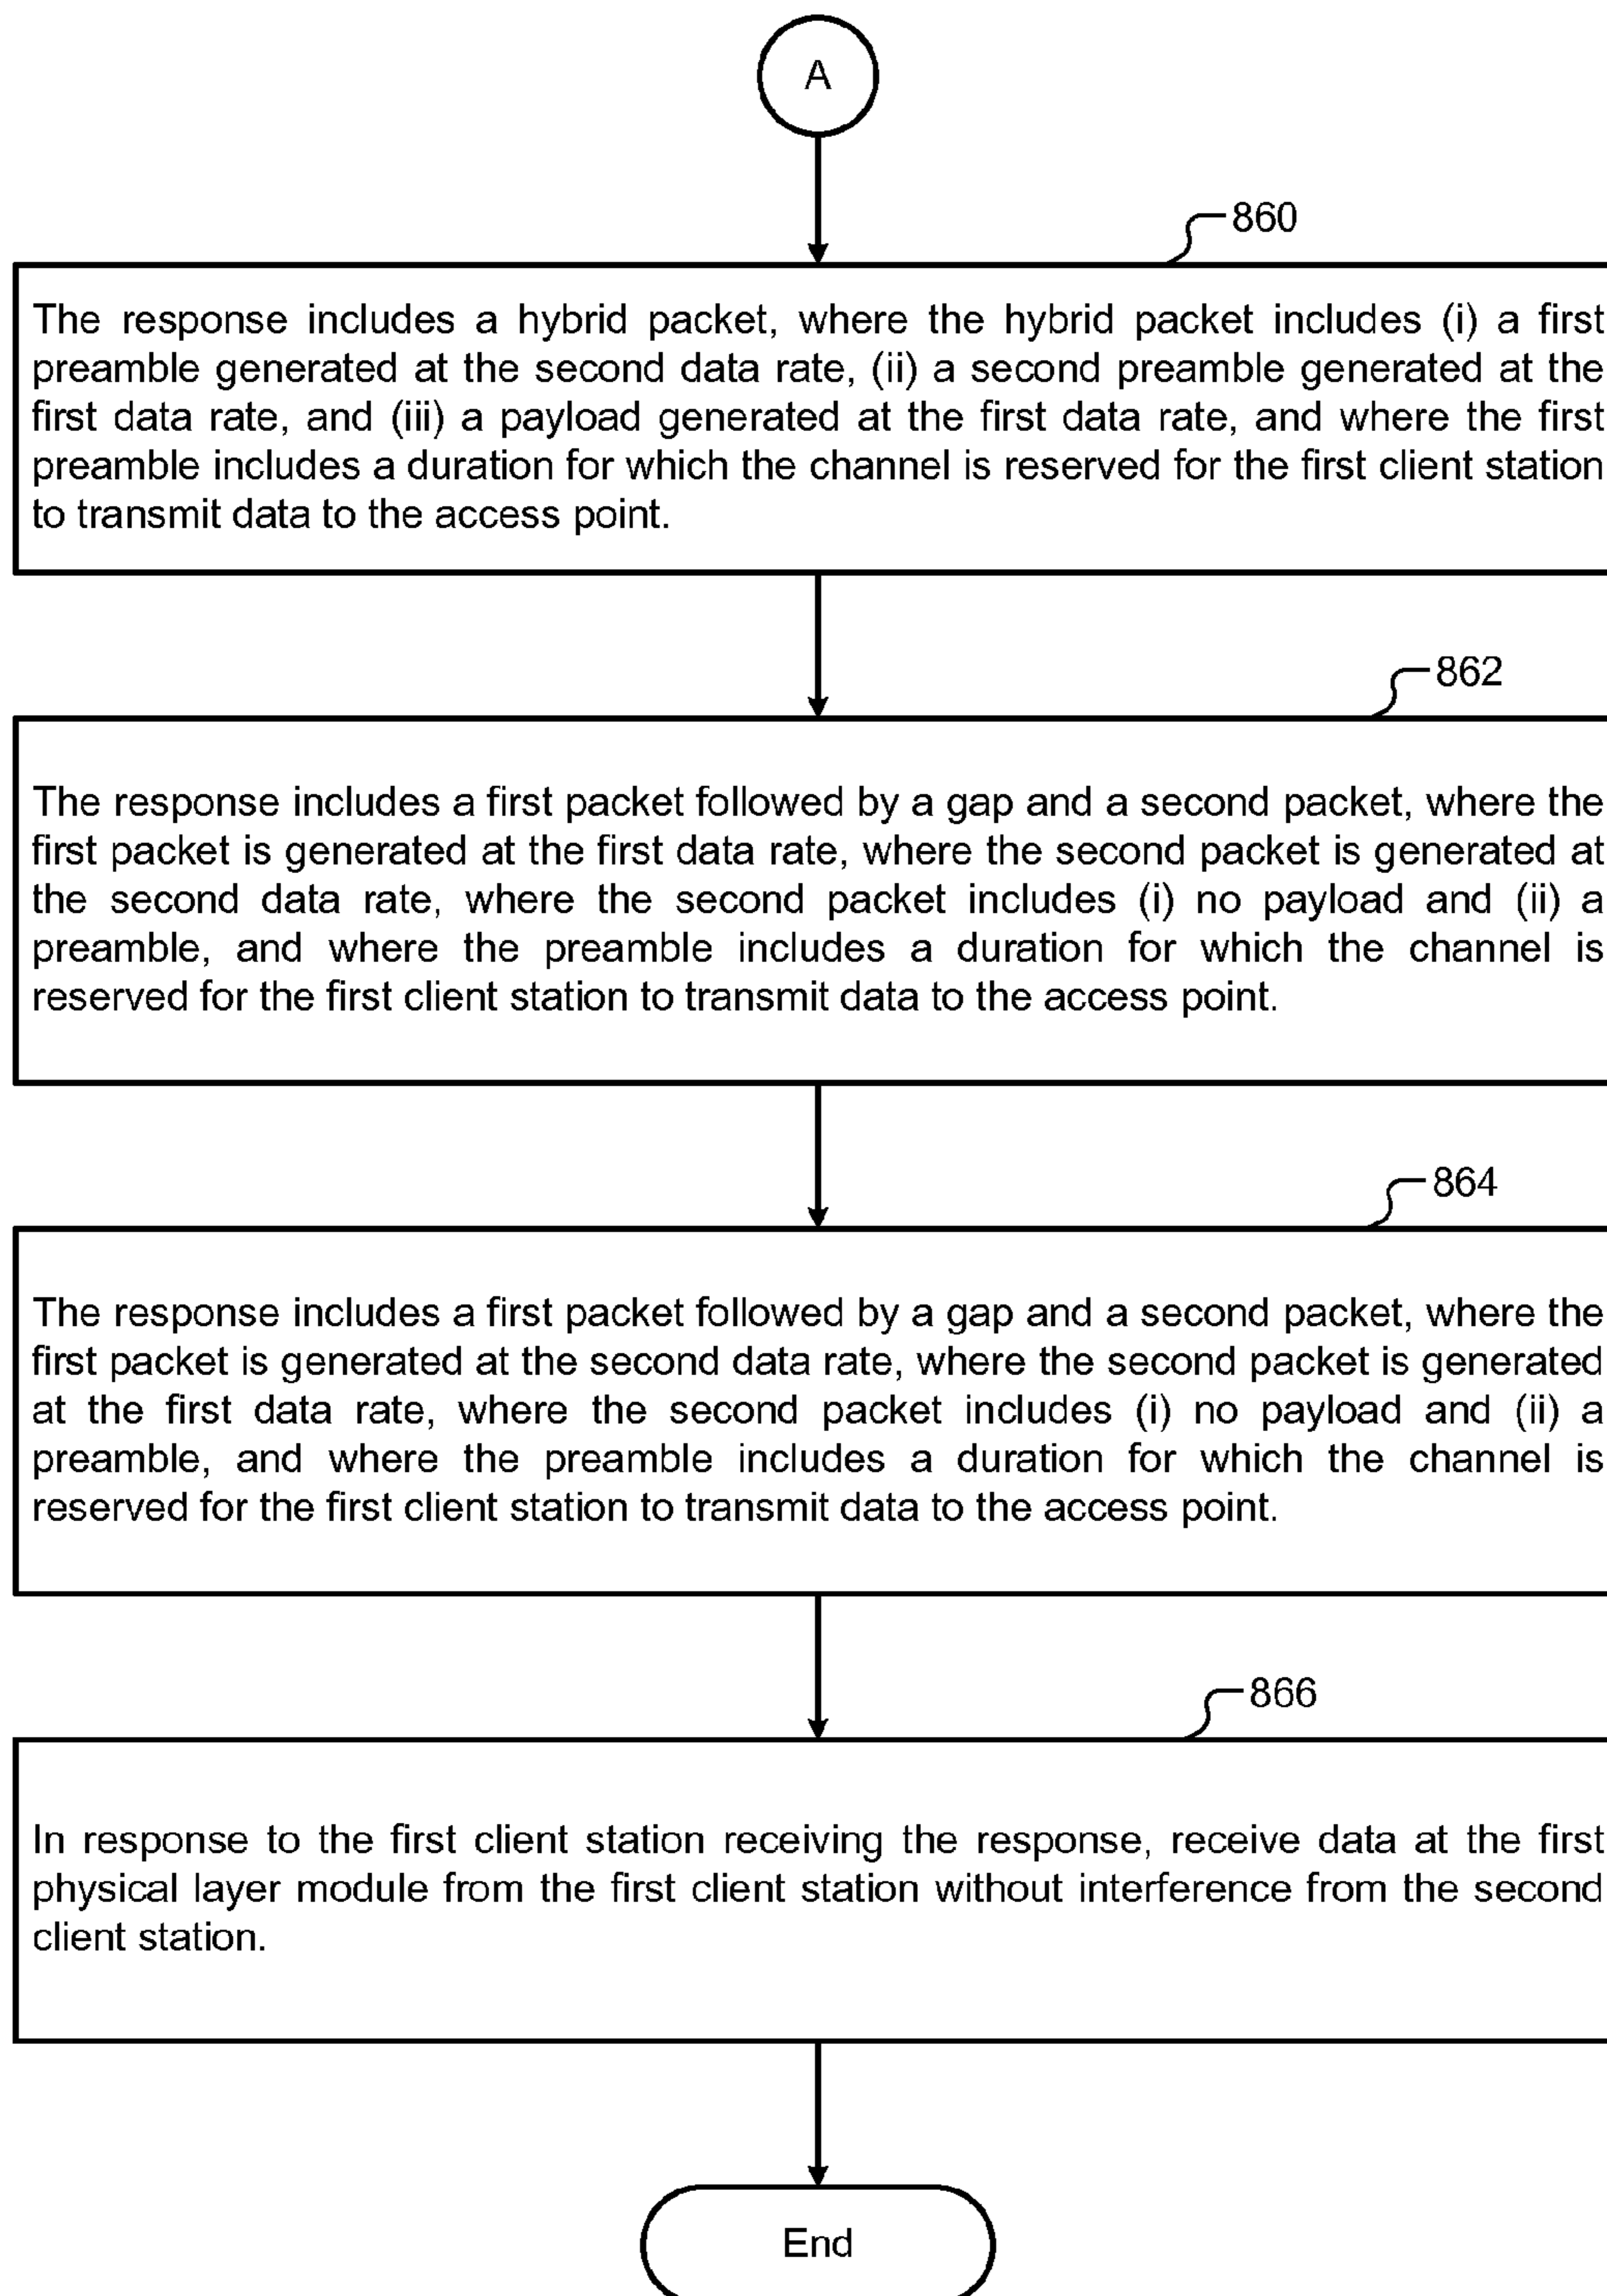 A
860
The response includes a hybrid packet, where the hybrid packet includes (i) a first
preamble generated at the second data rate, (ii) a second preamble generated at the
first data rate, and (iii) a payload generated at the first data rate, and where the first
preamble includes a duration for which the channel is reserved for the first client station
to transmit data to the access point.
862
The response includes a first packet followed by a gap and a second packet, where the
first packet is generated at the first data rate, where the second packet is generated at
the second data rate, where the second packet includes (i) no payload and (ii) a
preamble, and where the preamble includes a duration for which the channel is
reserved for the first client station to transmit data to the access point.
864
The response includes a first packet followed by a gap and a second packet, where the
first packet is generated at the second data rate, where the second packet is generated
at the first data rate, where the second packet includes (i) no payload and (ii) a
preamble, and where the preamble includes a duration for which the channel is
reserved for the first client station to transmit data to the access point.
866
In response to the first client station receiving the response, receive data at the first
physical layer module from the first client station without interference from the second
client station.
End